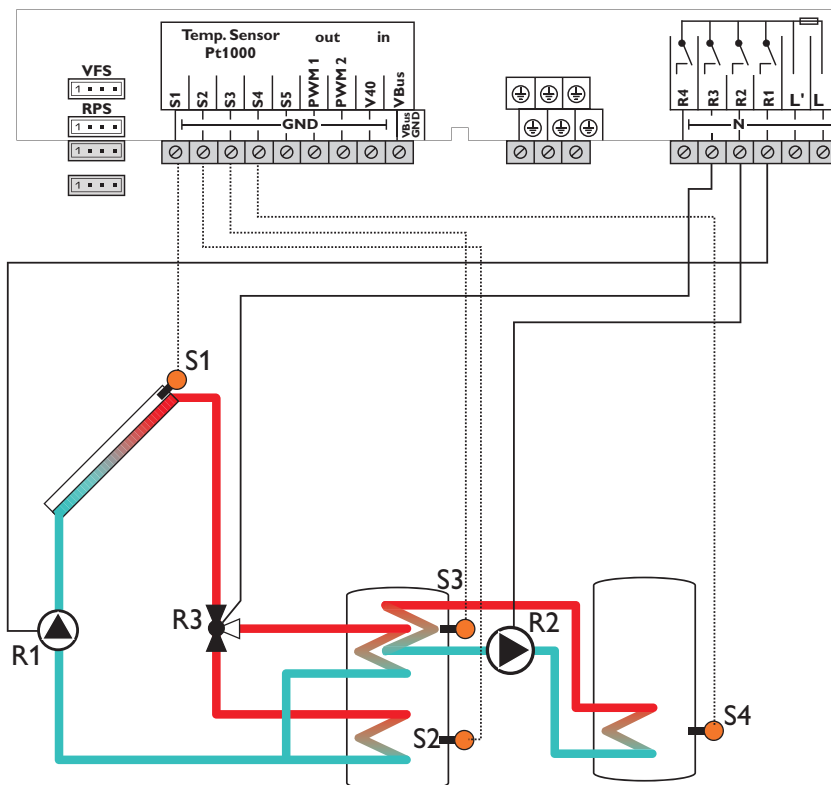 Temp. Sensor out in
Pt1000
VFS
1
RPS
1
1
1
S1 S2 S3 S4 S5 PWM 1 PWM 2 V40 VBus
GND
VBus
GND
R4 R3 R2 R1 L' L
N
S1
R1
R3
S3
R2
S2
S4